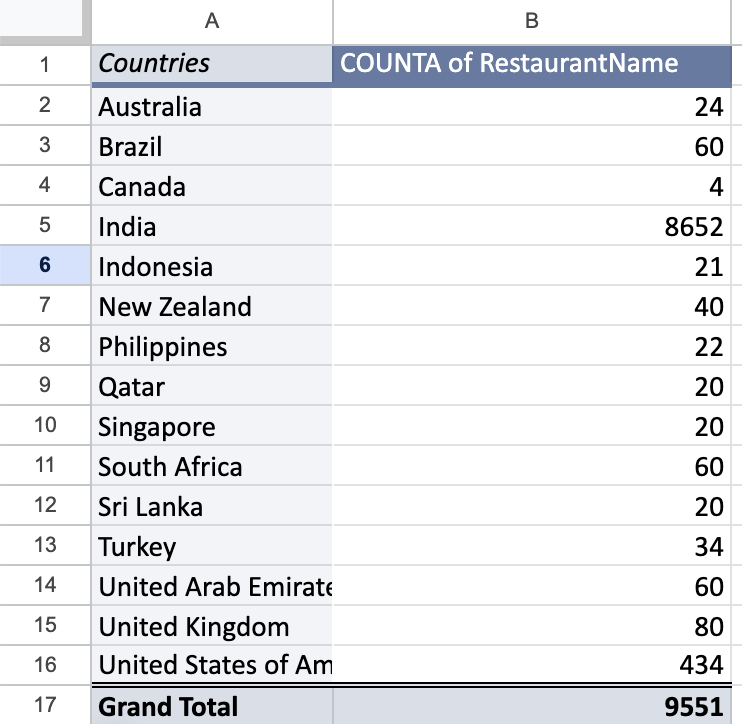 A B
1 Countries COUNTA of RestaurantName
2 Australia 24
3 Brazil 60
4 Canada 4
5 India 8652
6 Indonesia 21
7 New Zealand 40
8 Philippines 22
9 Qatar 20
10 Singapore 20
11 South Africa 60
12 Sri Lanka 20
13 Turkey 34
14 United Arab Emirate 60
15 United Kingdom 80
16 United States of Am 434
17 Grand Total 9551